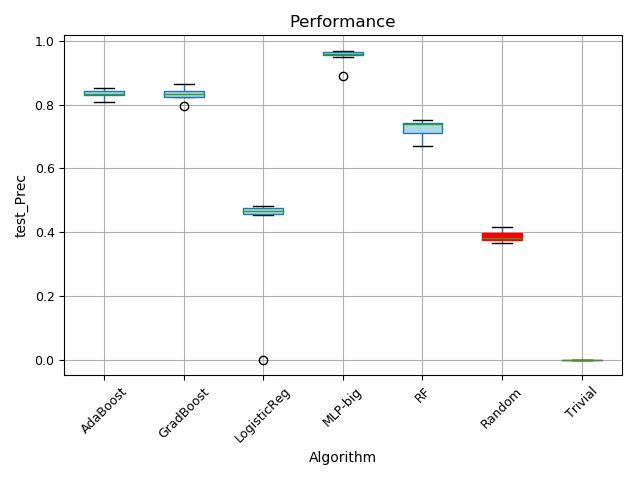 Performance
test_Prec
1.0
0.8
0.6
0.4
0.2
0.0
AdaBoost
GradBoost
LogisticReg
MLP-big
RF
Random
Trivial
Algorithm